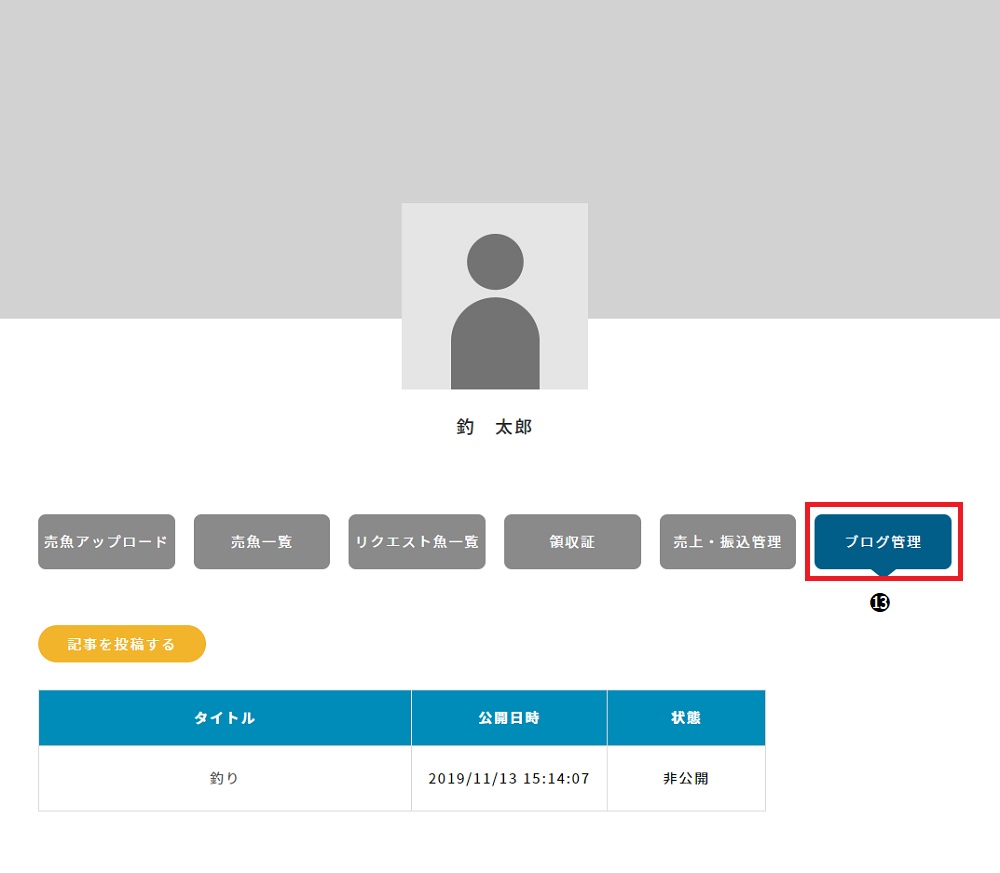 釣　太郎
売魚アップロード
売魚一覧
リクエスト魚一覧
領収証
売上・振込管理
ブログ管理
⓭
記事を投稿する
タイトル 公開日時 状態
釣り 2019/11/13 15:14:07 非公開